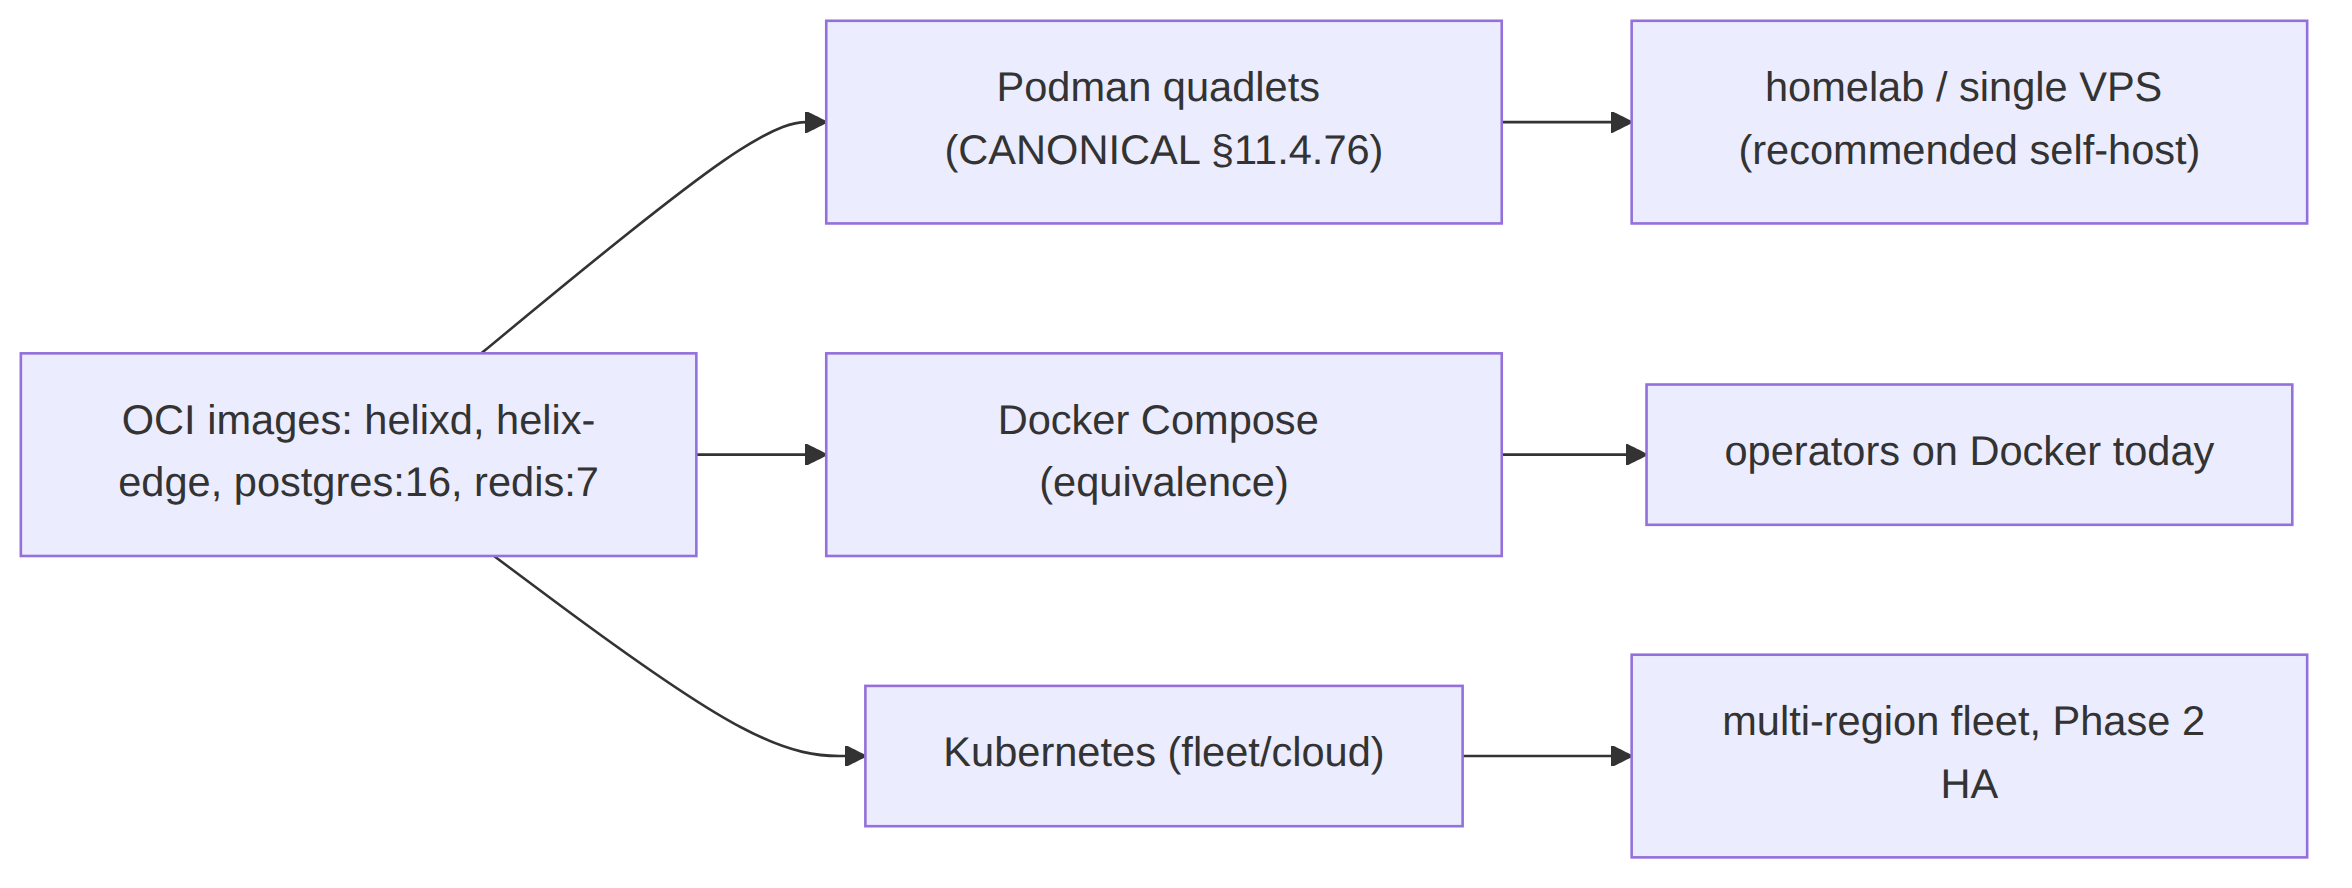 OCI images: helixd, helix-
edge, postgres:16, redis:7
Podman quadlets
(CANONICAL §11.4.76)
homelab / single VPS
(recommended self-host)
Docker Compose
(equivalence)
operators on Docker today
Kubernetes (fleet/cloud)
multi-region fleet, Phase 2
HA